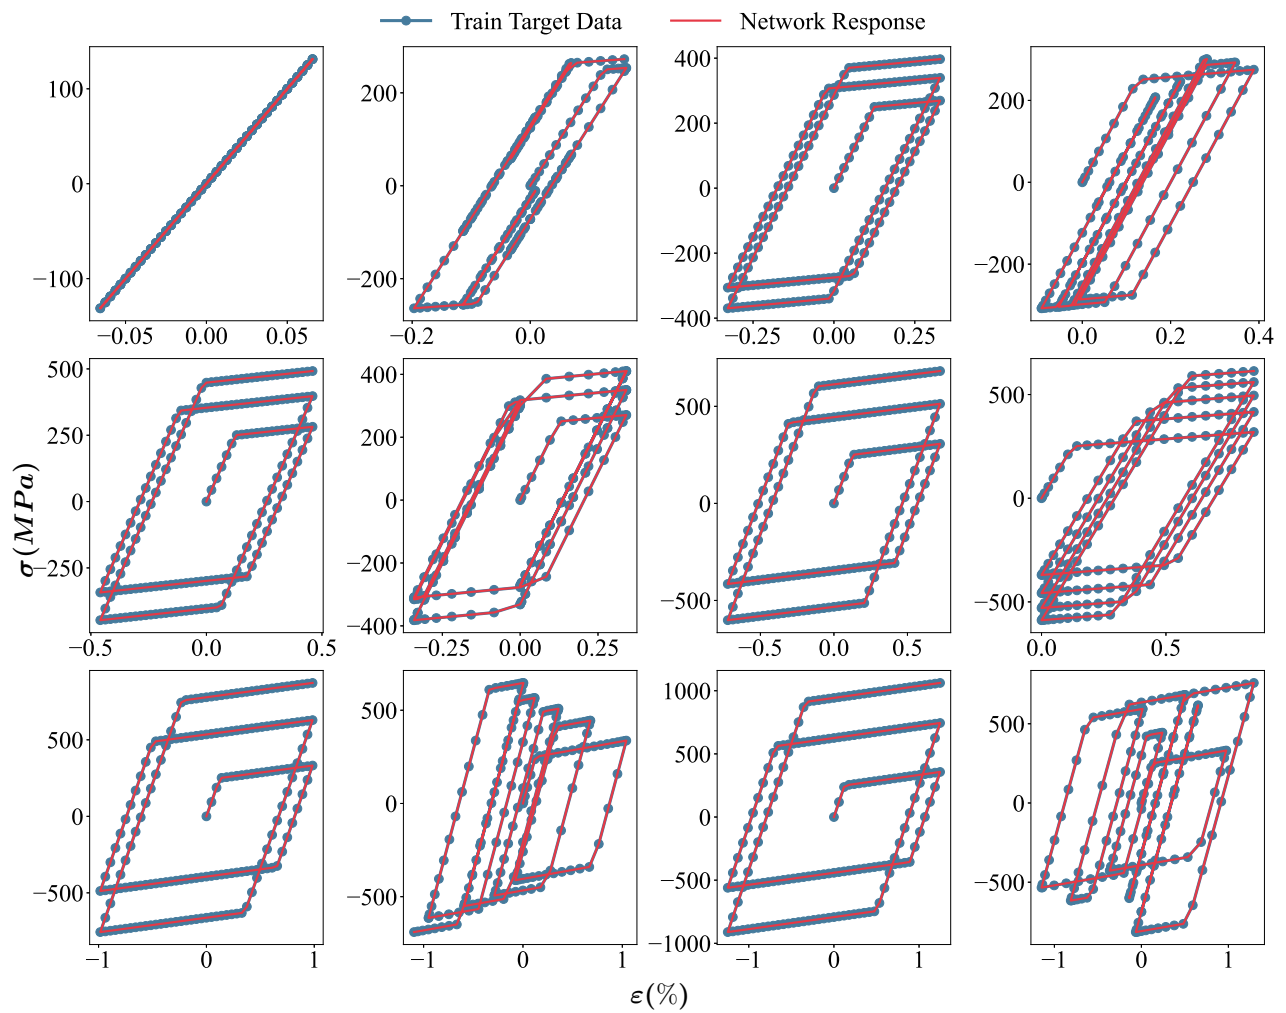 Train Target Data Network Response
100 200 400 200
0 0 200 0
−100 −200 0 −200
−200
−400
−0.05 0.00 0.05 −0.2 0.0 −0.25 0.00 0.25 0.0 0.2 0.4
500 400 500 500
250 200 0 0
0 0 −500 −500
−250 −200
−400
−0.5 0.0 0.5 −0.25 0.00 0.25 −0.5 0.0 0.5 0.0 0.5
σ(MPa)
500 500 1000 500
0 0 500 0
−500 −500 0 −500
−500
−1000
−1 0 1 −1 0 1 −1 0 1 −1 0 1
ε(%)